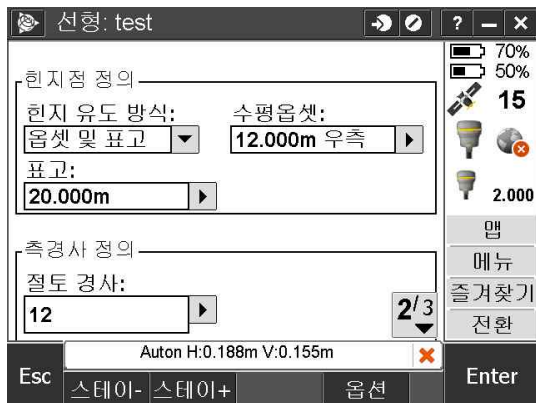 선형: test
? – ×
70%
50%
15
2.000
힌지점 정의
힌지 유도 방식:
수평옵셋:
옵셋 및 표고
12.000m 우측
표고:
20.000m
측경사 정의
절토 경사:
12
2/3
맵
메뉴
즐겨찾기
전환
Auton H:0.188m V:0.155m
Esc
스테이-
스테이+
옵션
Enter